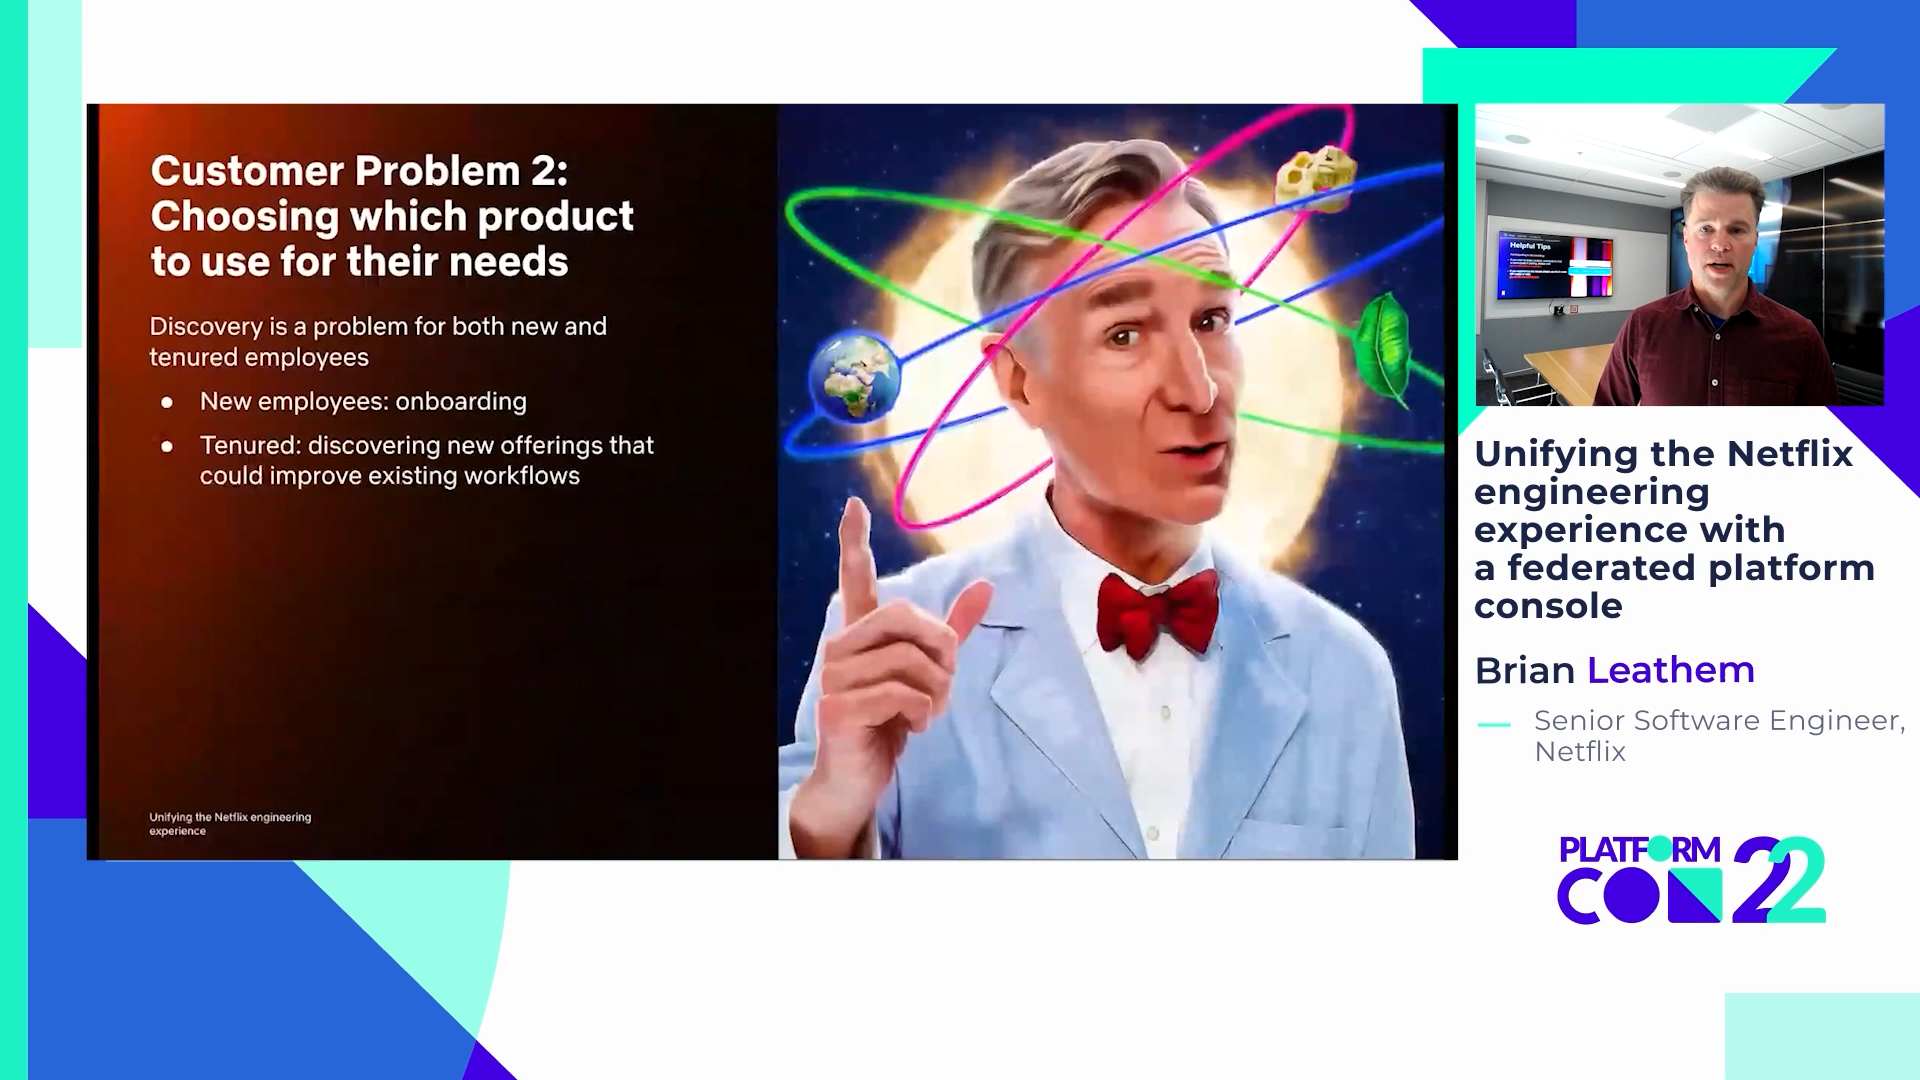 Customer Problem 2:
Choosing which product
to use for their needs
Discovery is a problem for both new and
tenured employees
● New employees: onboarding
● Tenured: discovering new offerings that
could improve existing workflows
Unifying the Netflix engineering
experience
Helpful Tips
Unifying the Netflix
engineering
experience with
a federated platform
console
Brian Leathem
Senior Software Engineer,
Netflix
PLATFORM
CON 22